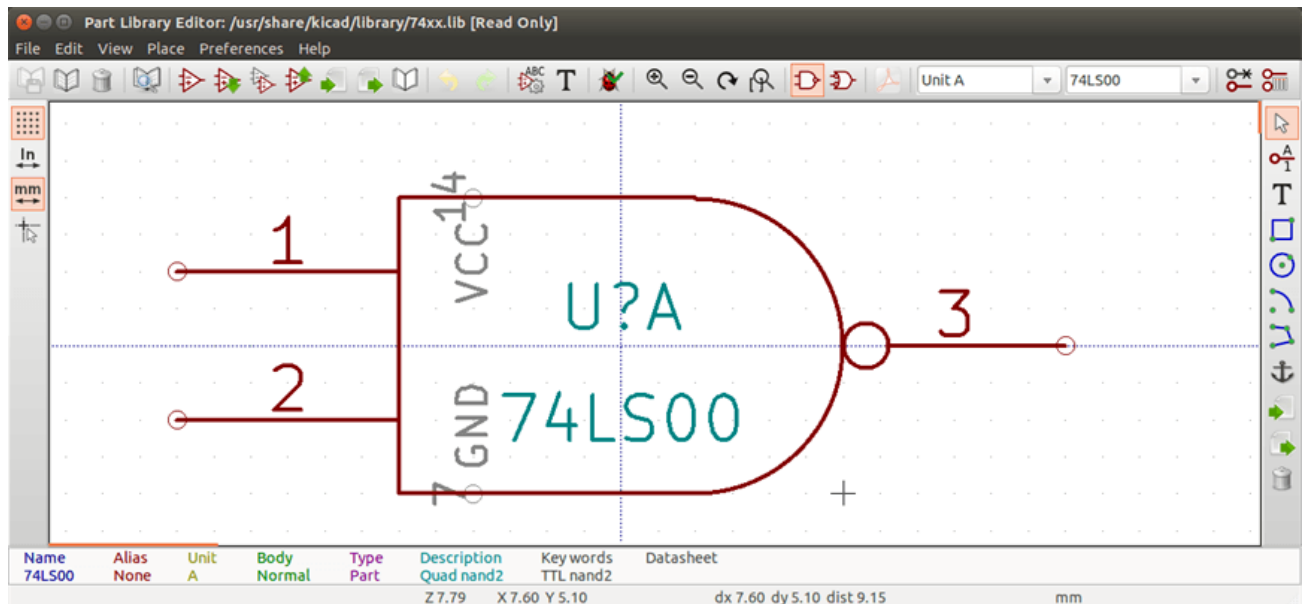 Part Library Editor: /usr/share/kicad/library/74xx.lib [Read Only]
File Edit View Place Preferences Help
ABC T Unit A 74LS00
In
mm
A
1
T
14
VCC
1
U?A
3
2
GND
74LS00
7
Name Alias Unit Body Type Description Key words Datasheet
74LS00 None A Normal Part Quad nand2 TTL nand2
Z 7.79 X 7.60 Y 5.10 dx 7.60 dy 5.10 dist 9.15 mm